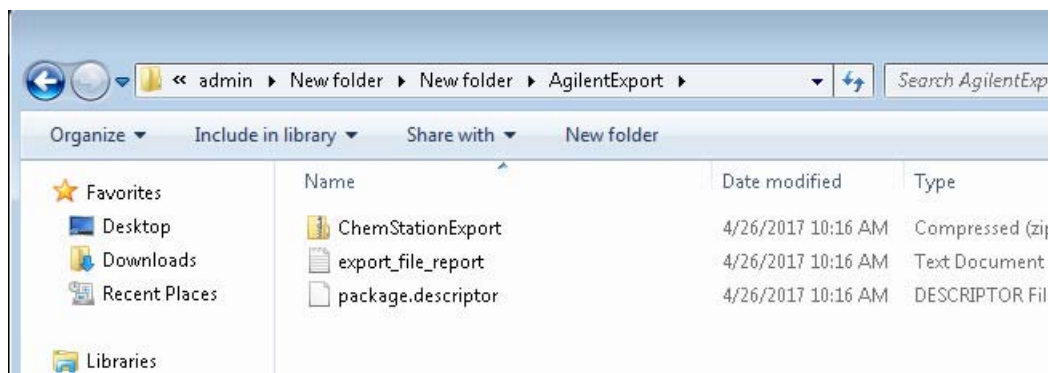 « admin ▸ New folder ▸ New folder ▸ AgilentExport ▸ Search AgilentExp
Organize ▾ Include in library ▾ Share with ▾ New folder
Favorites
Desktop
Downloads
Recent Places
Libraries
Name Date modified Type
ChemStationExport 4/26/2017 10:16 AM Compressed (zip
export_file_report 4/26/2017 10:16 AM Text Document
package.descriptor 4/26/2017 10:16 AM DESCRIPTOR Fil